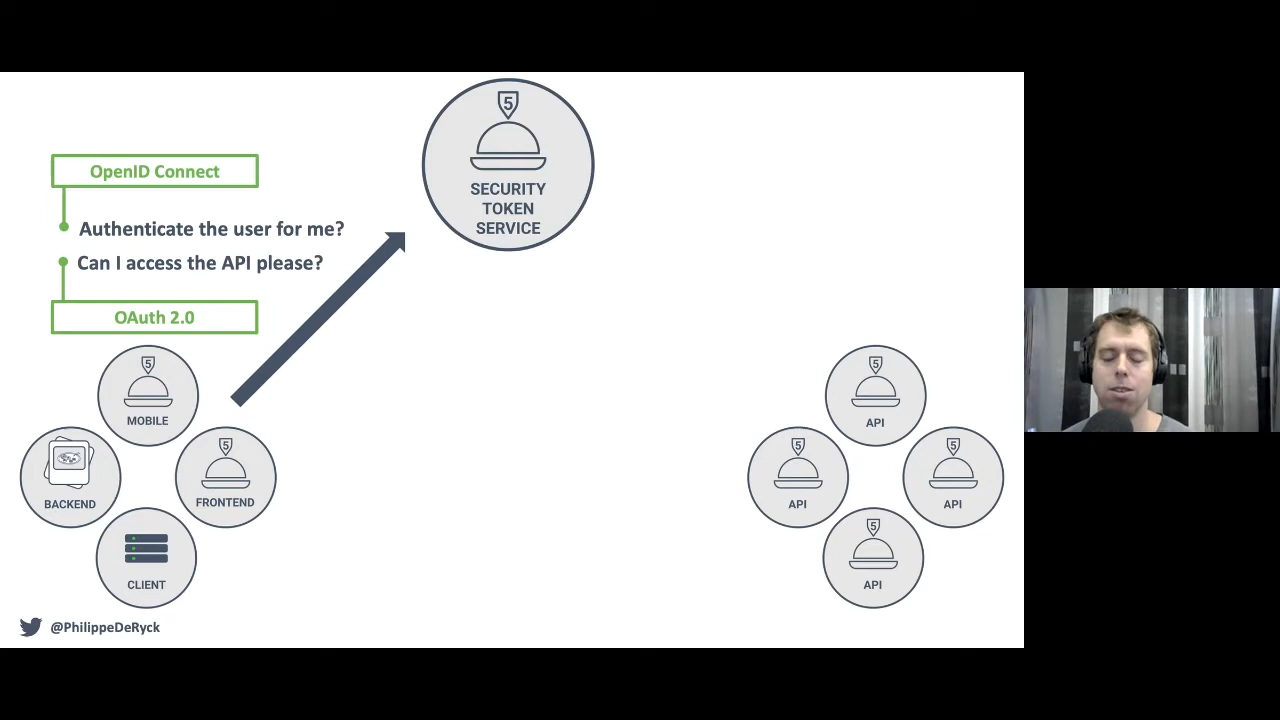 5
SECURITY
TOKEN
SERVICE
OpenID Connect
Authenticate the user for me?
Can I access the API please?
OAuth 2.0
5
MOBILE
BACKEND
5
FRONTEND
CLIENT
5
API
5
API
5
API
5
API
@PhilippeDeRyck